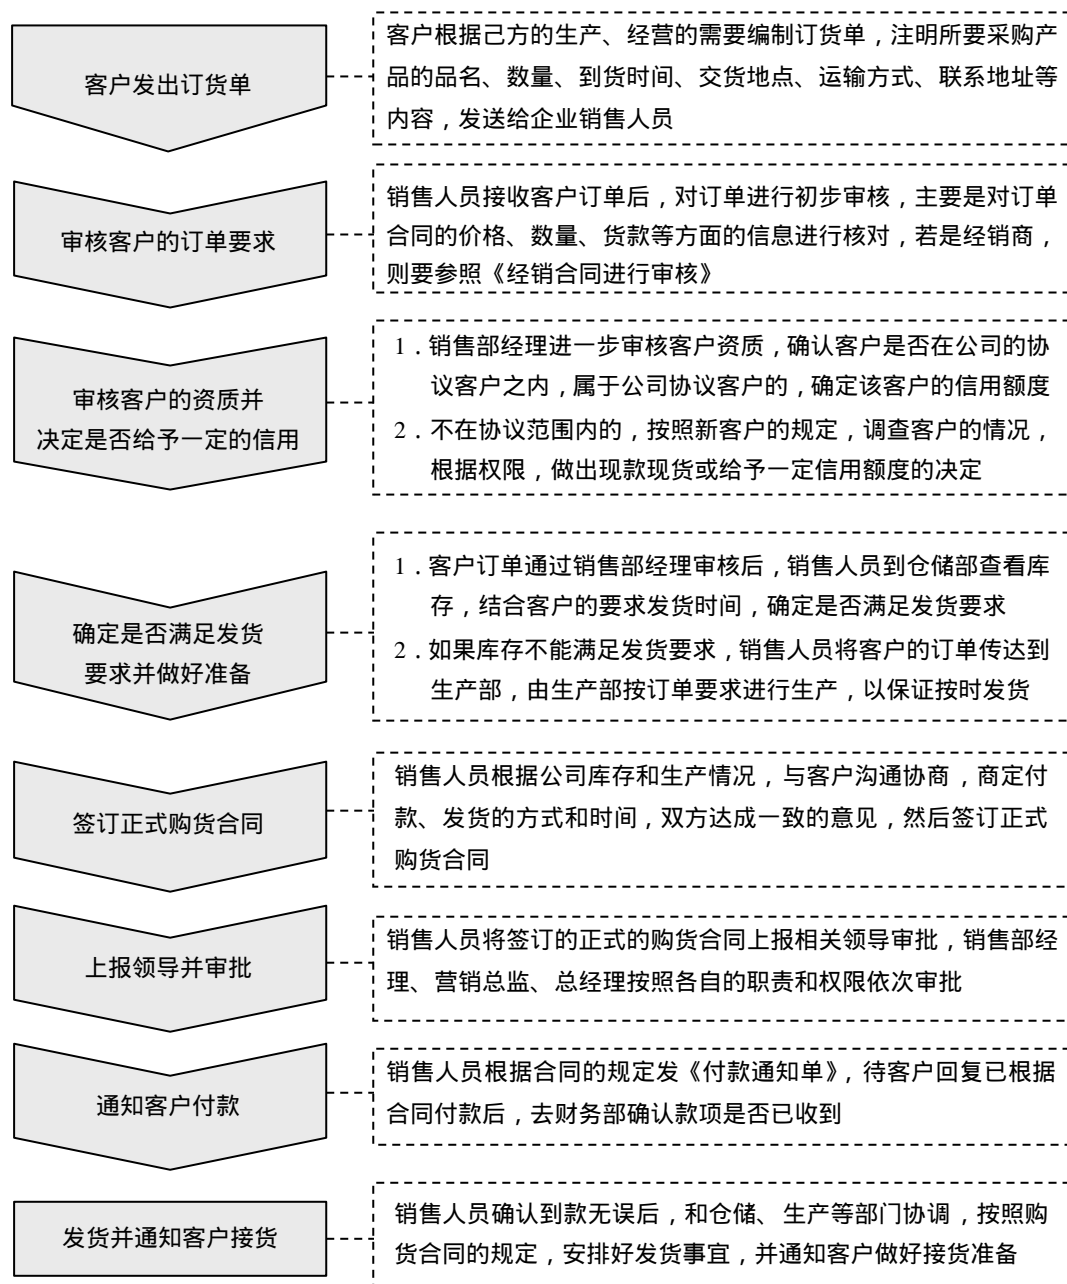 客户发出订货单
客户根据己方的生产、经营的需要编制订货单，注明所要采购产
品的品名、数量、到货时间、交货地点、运输方式、联系地址等
内容，发送给企业销售人员
审核客户的订单要求
销售人员接收客户订单后，对订单进行初步审核，主要是对订单
合同的价格、数量、货款等方面的信息进行核对，若是经销商，
则要参照《经销合同进行审核》
审核客户的资质并
决定是否给予一定的信用
1．销售部经理进一步审核客户资质，确认客户是否在公司的协
议客户之内，属于公司协议客户的，确定该客户的信用额度
2．不在协议范围内的，按照新客户的规定，调查客户的情况，
根据权限，做出现款现货或给予一定信用额度的决定
确定是否满足发货
要求并做好准备
1．客户订单通过销售部经理审核后，销售人员到仓储部查看库
存，结合客户的要求发货时间，确定是否满足发货要求
2．如果库存不能满足发货要求，销售人员将客户的订单传达到
生产部，由生产部按订单要求进行生产，以保证按时发货
签订正式购货合同
销售人员根据公司库存和生产情况，与客户沟通协商，商定付
款、发货的方式和时间，双方达成一致的意见，然后签订正式
购货合同
上报领导并审批
销售人员将签订的正式的购货合同上报相关领导审批，销售部经
理、营销总监、总经理按照各自的职责和权限依次审批
通知客户付款
销售人员根据合同的规定发《付款通知单》，待客户回复已根据
合同付款后，去财务部确认款项是否已收到
发货并通知客户接货
销售人员确认到款无误后，和仓储、生产等部门协调，按照购
货合同的规定，安排好发货事宜，并通知客户做好接货准备